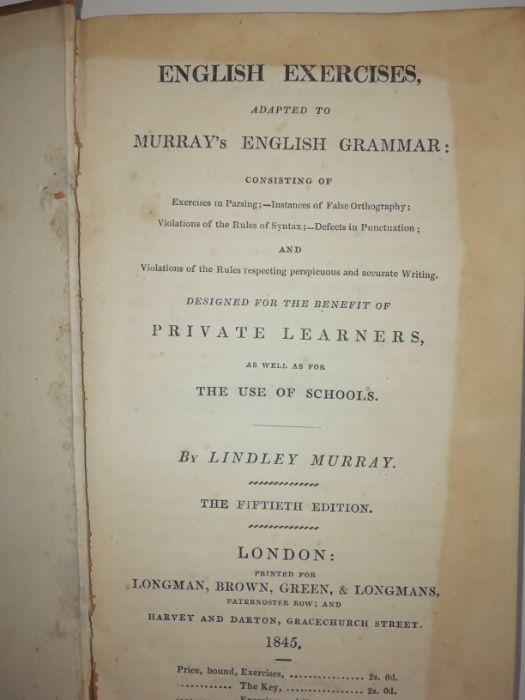 ENGLISH EXERCISES,
ADAPTED TO
MURRAY's ENGLISH GRAMMAR:
CONSISTING OF
Exercises in Parsing;—Instances of False Orthography;
Violations of the Rules of Syntax;—Defects in Punctuation;
AND
Violations of the Rules respecting perspicuous and accurate Writing.
DESIGNED FOR THE BENEFIT OF
PRIVATE LEARNERS,
AS WELL AS FOR
THE USE OF SCHOOLS.
By LINDLEY MURRAY.
THE FIFTIETH EDITION.
LONDON:
PRINTED FOR
LONGMAN, BROWN, GREEN, & LONGMANS,
PATERNOSTER ROW; AND
HARVEY AND DARTON, GRACECHURCH STREET.
1845.
Price, bound, Exercises, ................ 2s. 0d.
............ The Key, ................ 2s. 0d.